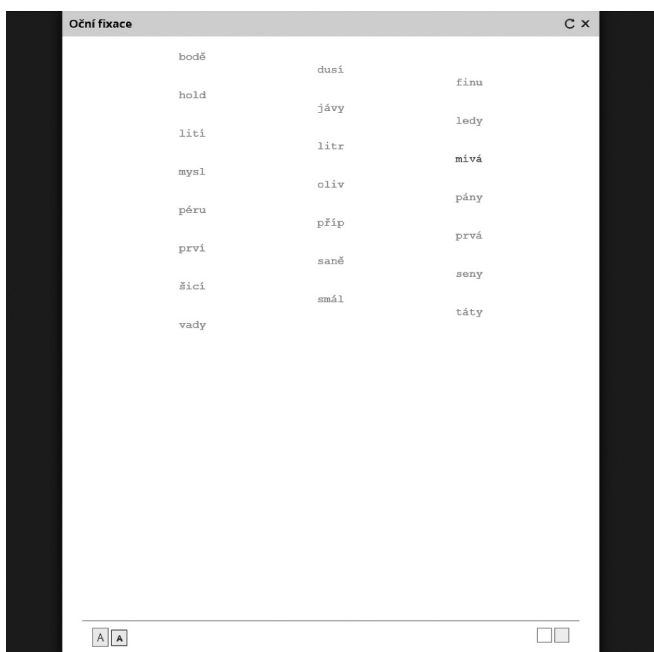 Oční fixace
bodě
dusí
finu
hold
jávy
ledy
lití
litr
mívá
mysl
oliv
pány
péru
příp
prvá
prvi
saně
seny
šicí
smál
táty
vady
A A